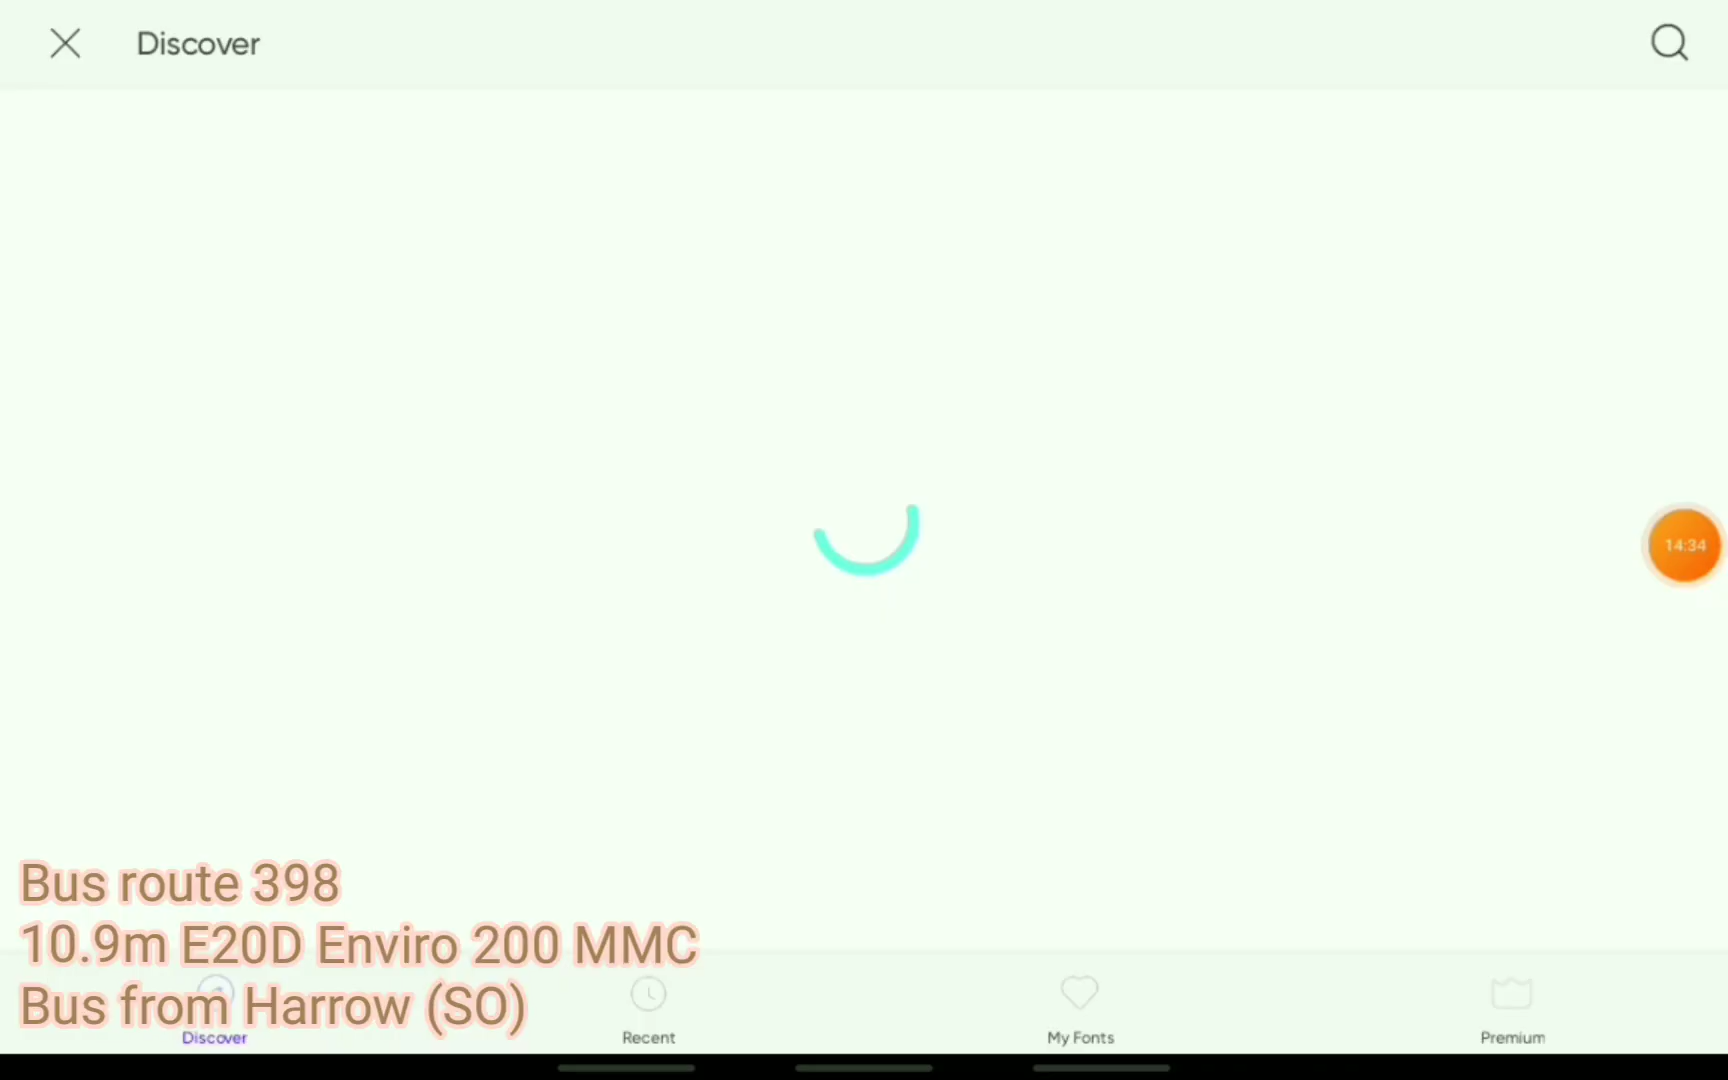 Discover
14:34
Bus route 398
10.9m E20D Enviro 200 MMC
Bus from Harrow (SO)
Discover
Recent
My Fonts
Premium